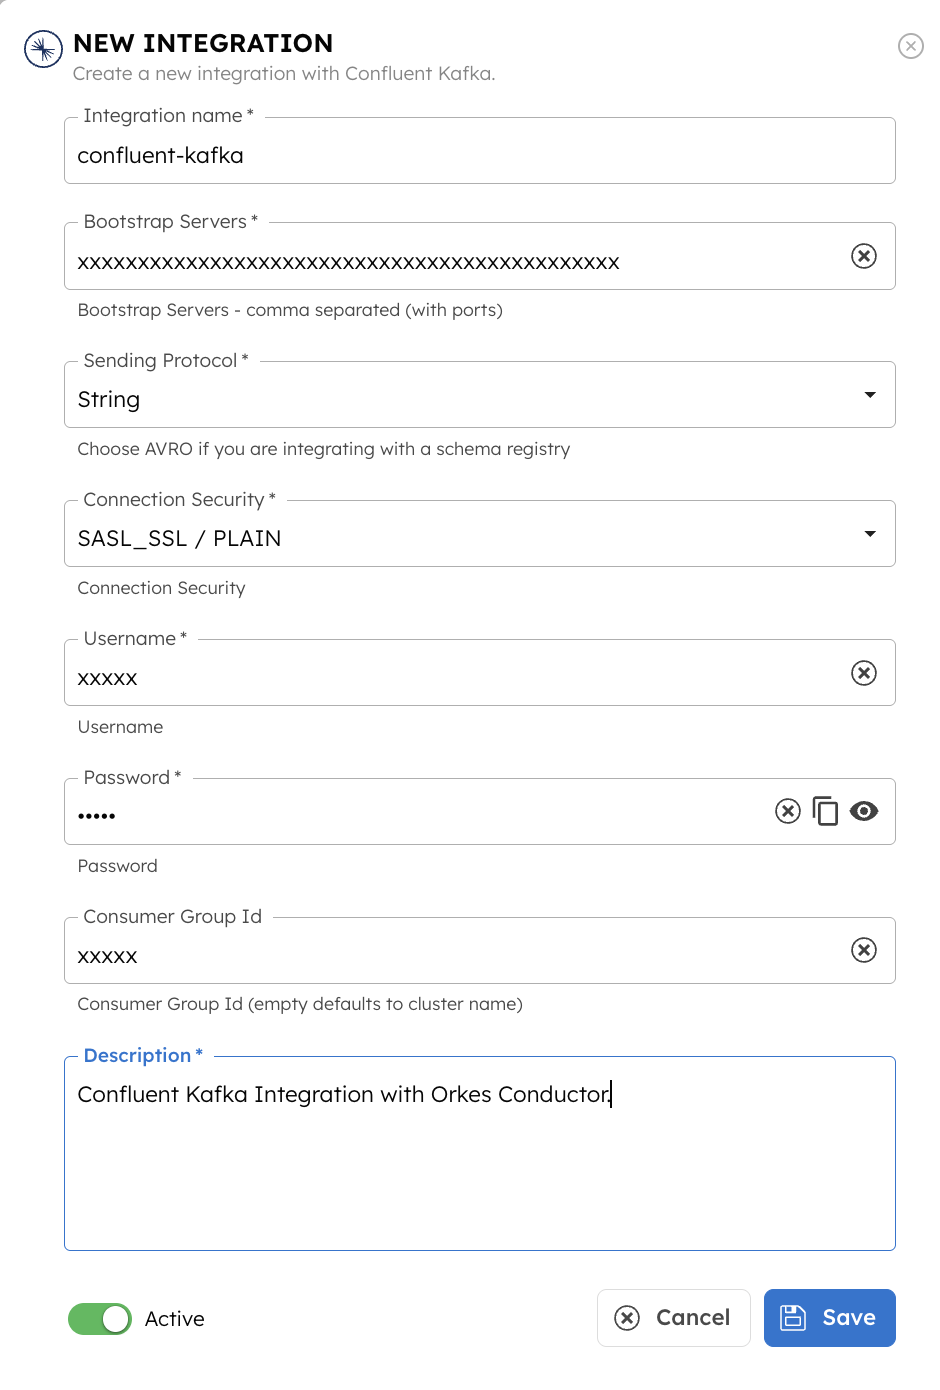 NEW INTEGRATION
Create a new integration with Confluent Kafka.
Integration name *
confluent-kafka
Bootstrap Servers *
xxxxxxxxxxxxxxxxxxxxxxxxxxxxxxxxxxxxxxxxxxxxx
Bootstrap Servers - comma separated (with ports)
Sending Protocol *
String
Choose AVRO if you are integrating with a schema registry
Connection Security *
SASL_SSL / PLAIN
Connection Security
Username *
xxxxx
Username
Password *
•••••
Password
Consumer Group Id
xxxxx
Consumer Group Id (empty defaults to cluster name)
Description *
Confluent Kafka Integration with Orkes Conductor.
Active
Cancel
Save